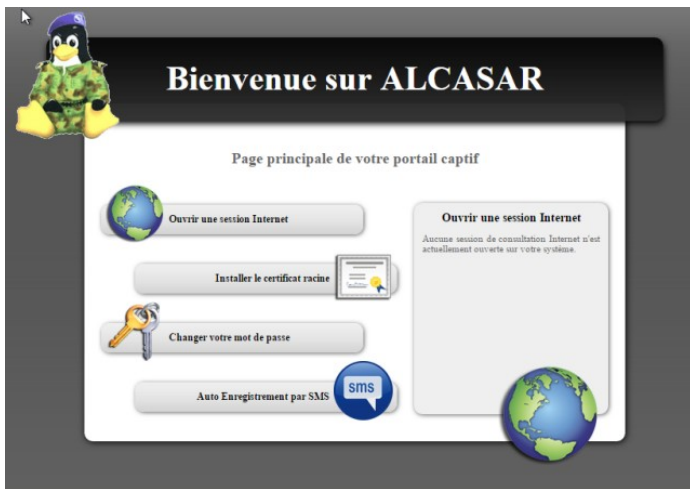 Bienvenue sur ALCASAR
Page principale de votre portail captif
Ouvrir une session Internet
Installer le certificat racine
Changer votre mot de passe
Auto Enregistrement par SMS
sms
Ouvrir une session Internet
Aucune session de consultation Internet n'est
actuellement ouverte sur votre système.